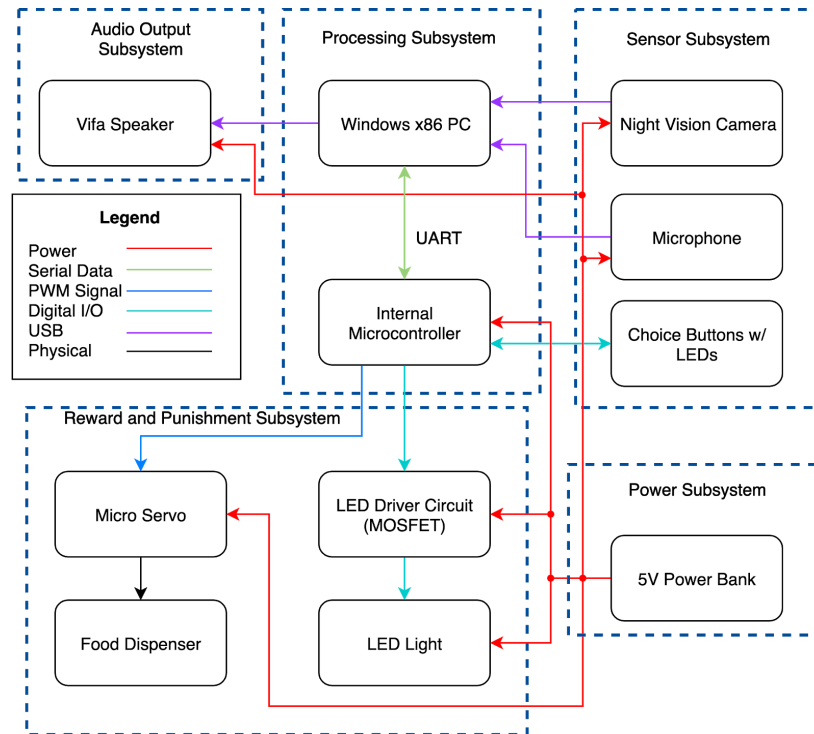 Audio Output
Subsystem
Processing Subsystem
Sensor Subsystem
Vifa Speaker
Windows x86 PC
Night Vision Camera
Legend
Power
Serial Data
PWM Signal
Digital I/O
USB
Physical
UART
Microphone
Internal
Microcontroller
Choice Buttons w/
LEDs
Reward and Punishment Subsystem
Micro Servo
LED Driver Circuit
(MOSFET)
Power Subsystem
5V Power Bank
Food Dispenser
LED Light